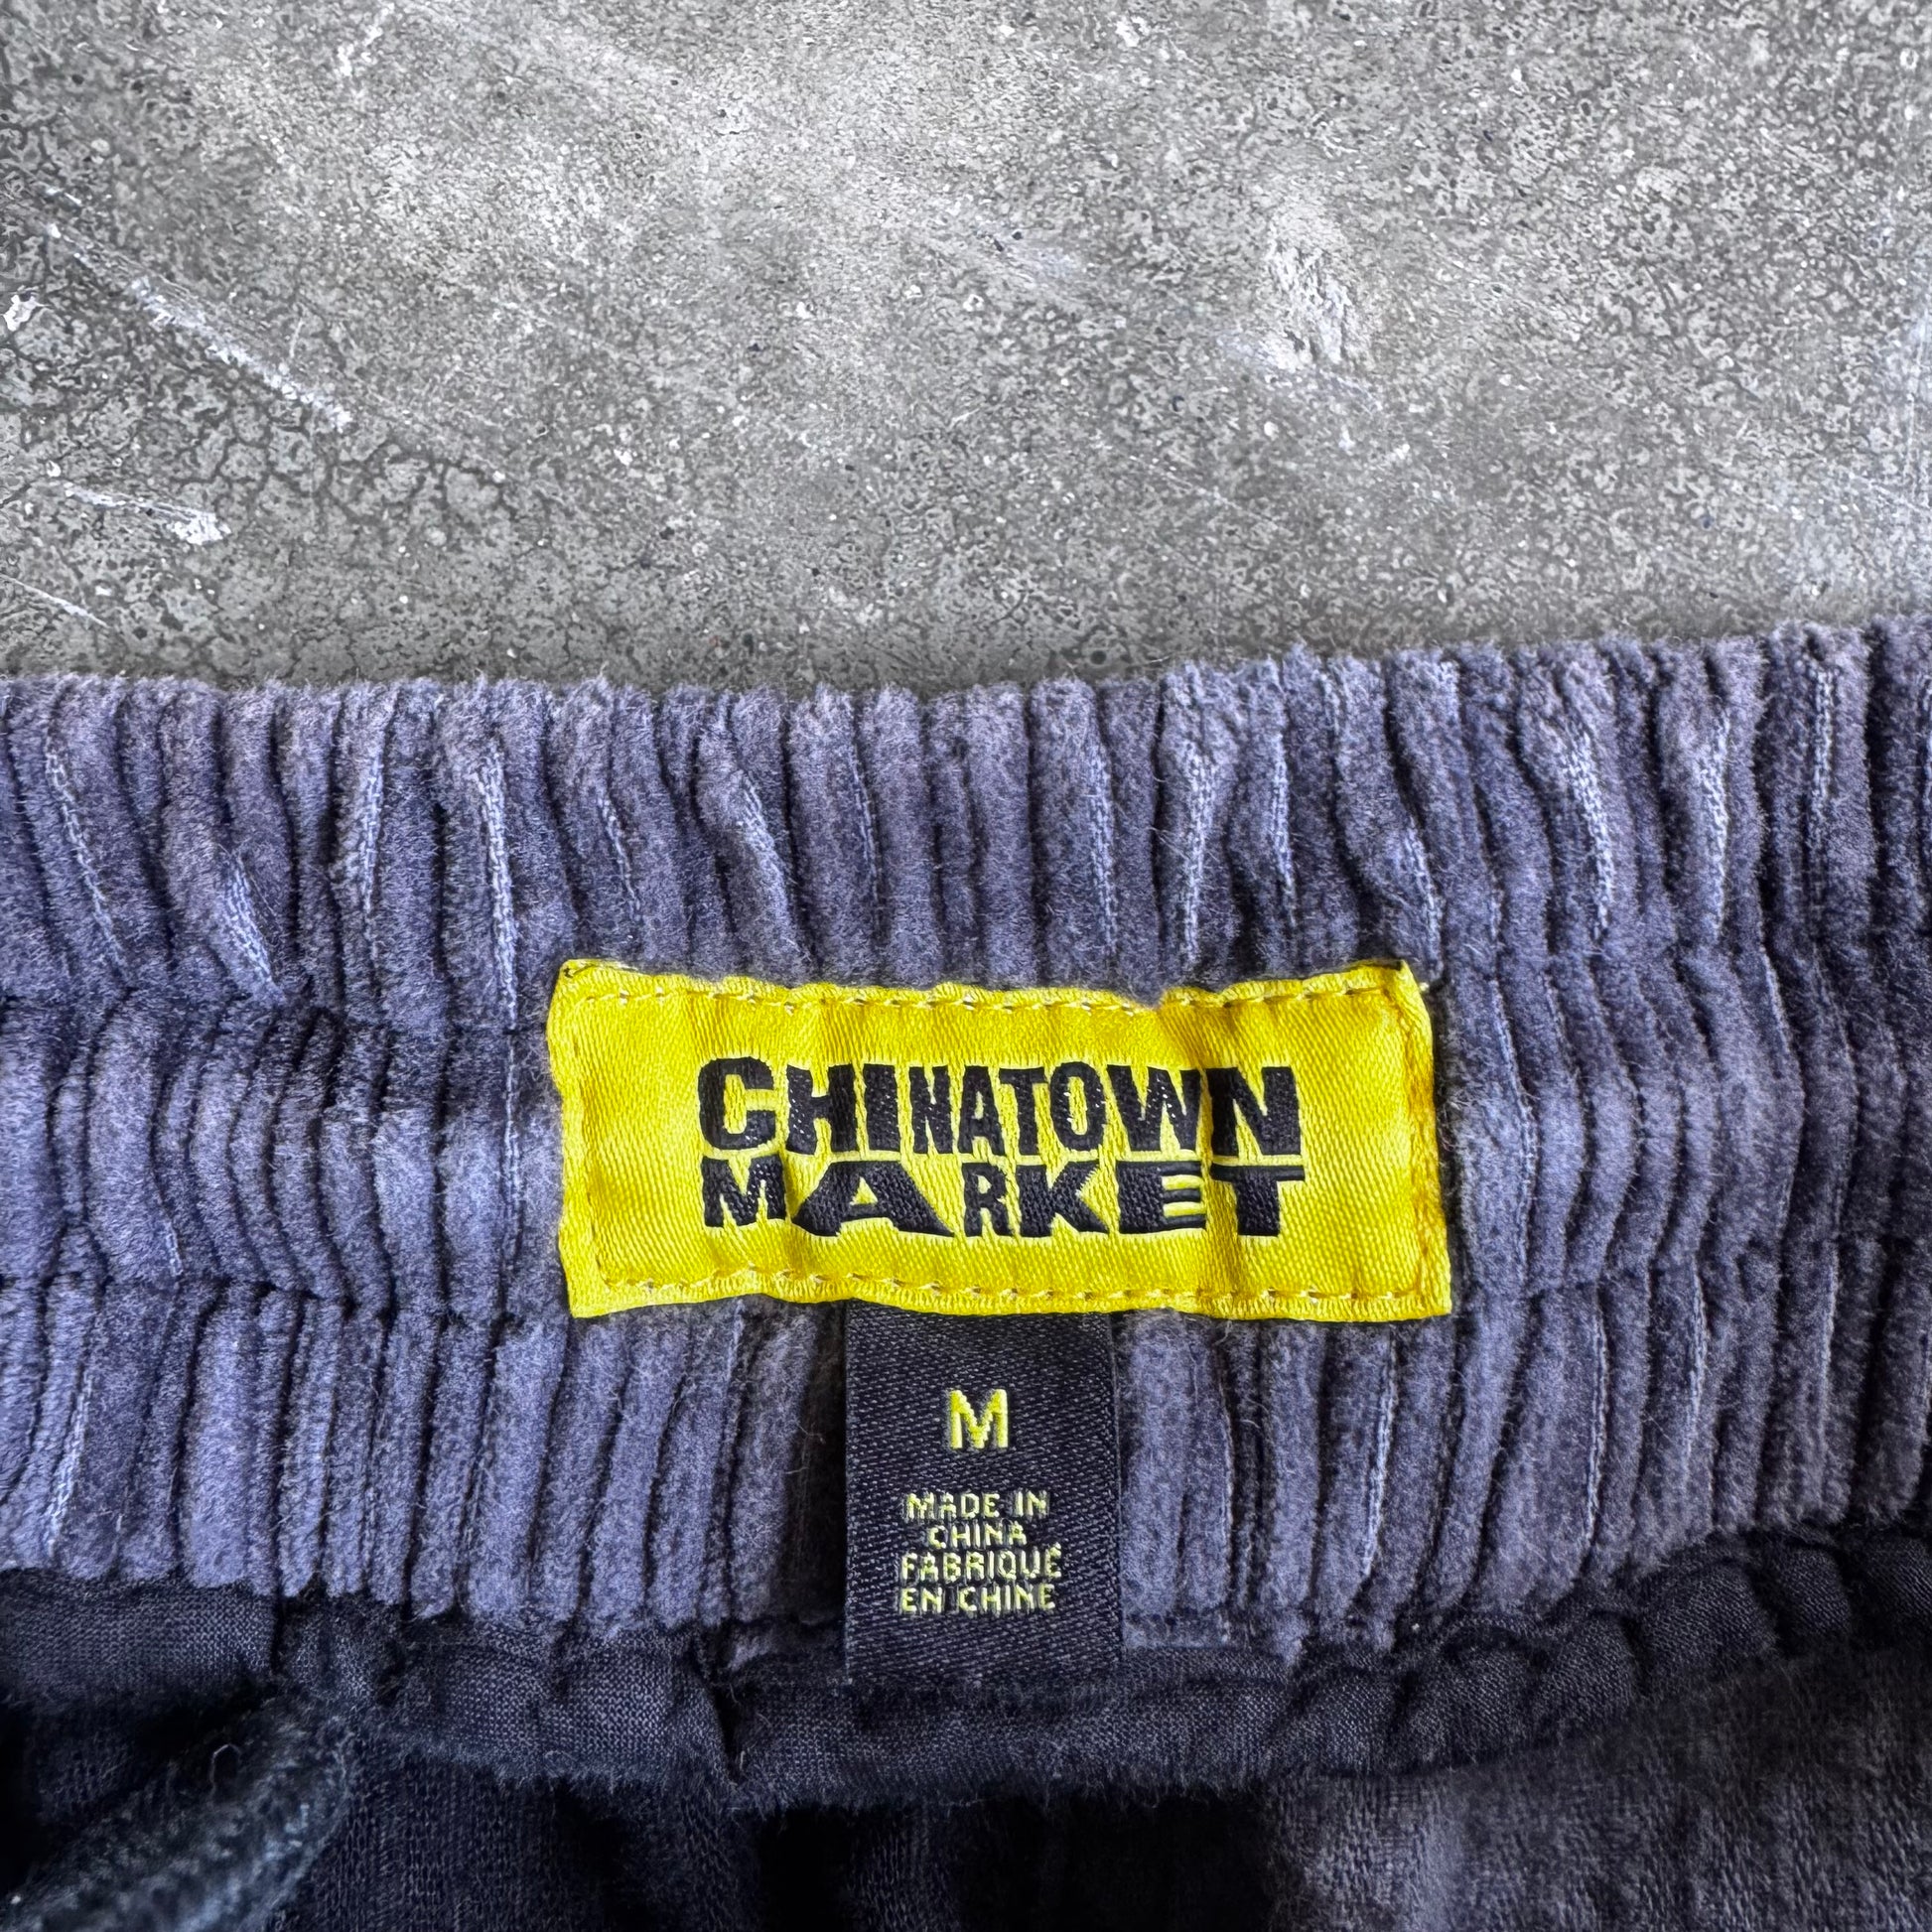 CHINATOWN
MARKET
M
MADE IN
CHINA
FABRIQUÉ
EN CHINE